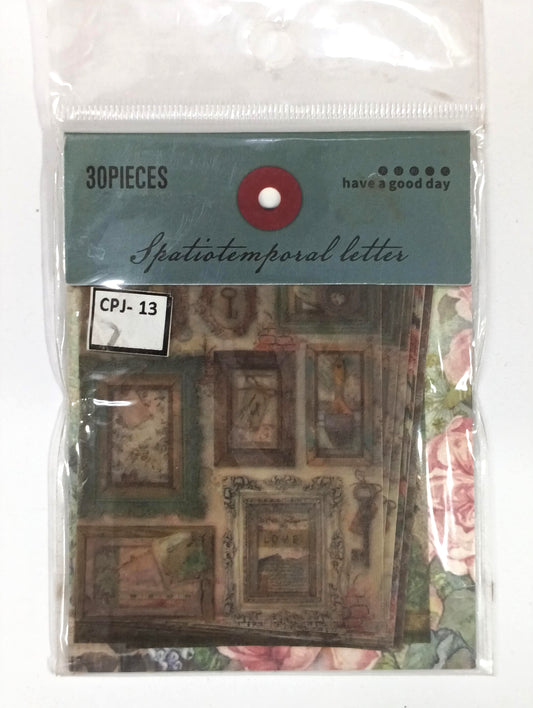 30PIECES
have a good day
Spatiotemporal letter
CPJ- 13
LOVE